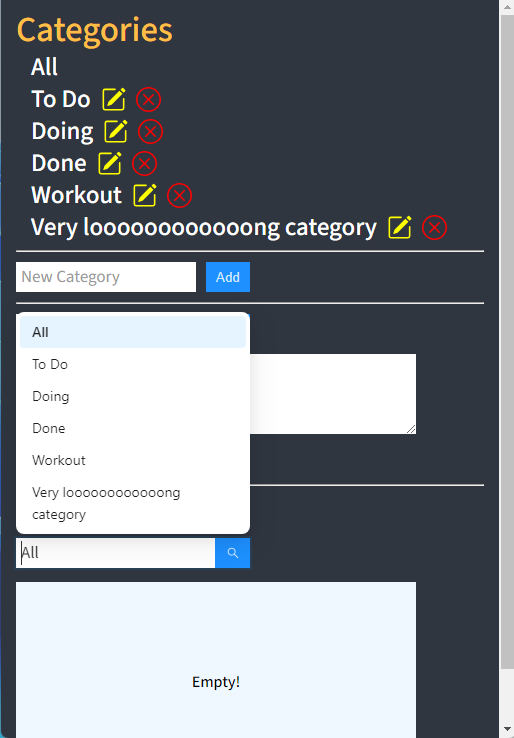 Categories
All
To Do
Doing
Done
Workout
Very looooooooooooong category
New Category
Add
All
To Do
Doing
Done
Workout
Very looooooooooooong
category
All
Empty!